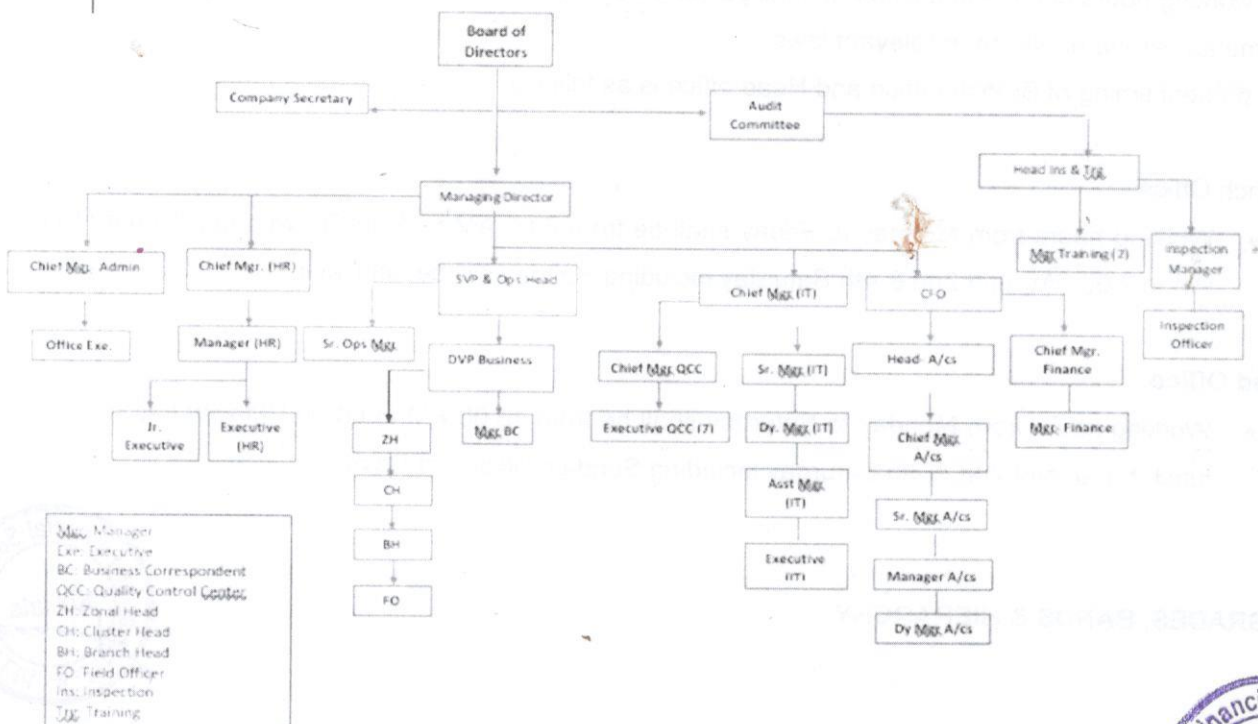 Board of
Directors
Company Secretary
Audit
Committee
Head Ins & Trg.
Managing Director
Chief Mgr. Admin
Chief Mgr. (HR)
SVP & Ops Head
Chief Mgr. (IT)
CFO
Mgr. Training (2)
Inspection
Manager
Office Exe.
Manager (HR)
Sr. Ops Mgr.
DVP Business
Chief Mgr. QCC
Sr. Mgr. (IT)
Head- A/cs
Chief Mgr.
Finance
Inspection
Officer
Jr.
Executive
Executive
(HR)
ZH
Mgr. BC
Executive QCC (7)
Dy. Mgr. (IT)
Chief Mgr.
A/cs
Mgr. Finance
CH
Asst Mgr.
(IT)
Sr. Mgr. A/cs
BH
Executive
(IT)
Manager A/cs
FO
Dy Mgr. A/cs
Mgr. Manager
Exe: Executive
BC: Business Correspondent
QCC: Quality Control Center
ZH: Zonal Head
CH: Cluster Head
BH: Branch Head
FO: Field Officer
Ins: Inspection
Trg: Training